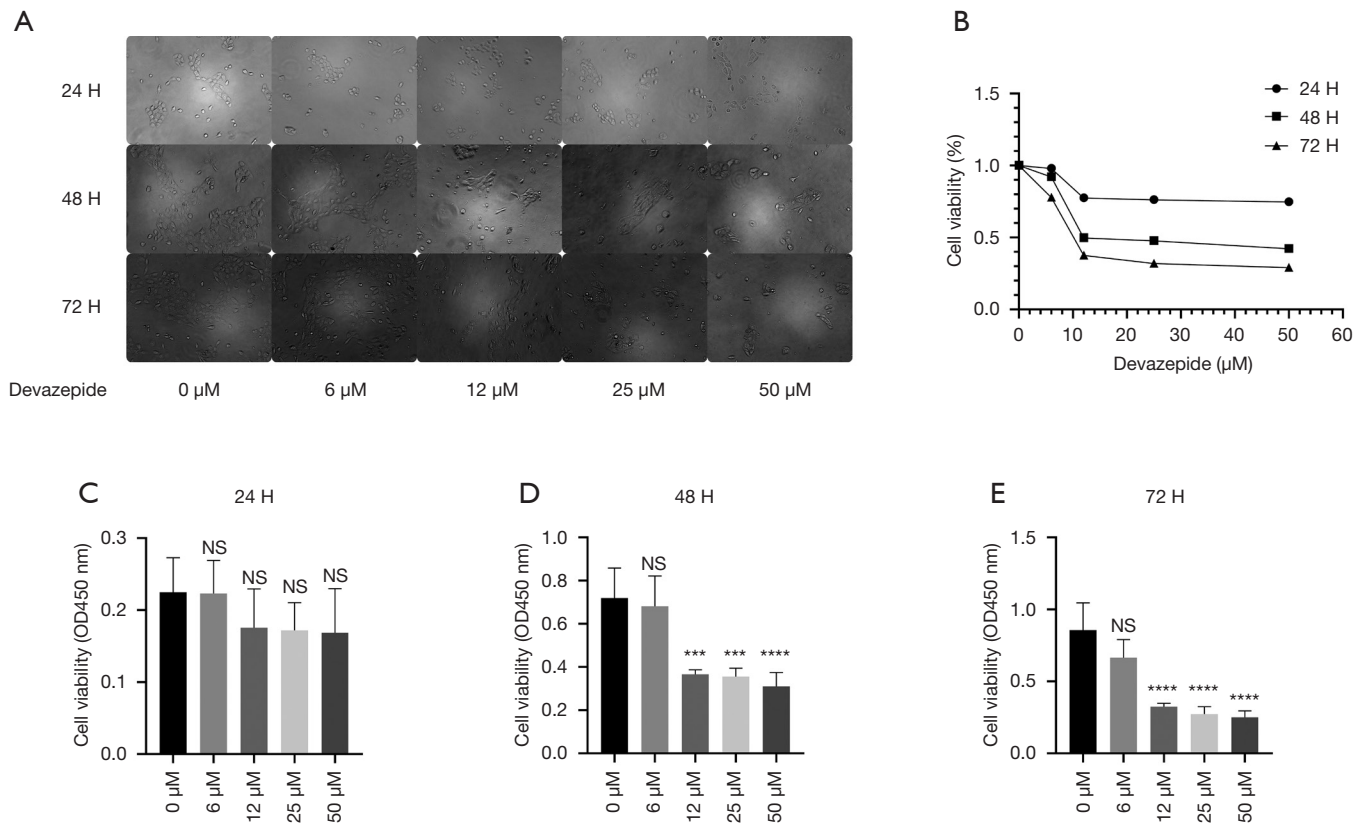 A
24 H
48 H
72 H
Devazepide
0 µM
6 µM
12 µM
25 µM
50 µM
B
24 H
48 H
72 H
Cell viability (%)
1.5
1.0
0.5
0.0
0 10 20 30 40 50 60
Devazepide (µM)
C
24 H
Cell viability (OD450 nm)
0.3
0.2
0.1
0.0
NS
NS
NS
NS
0 µM
6 µM
12 µM
25 µM
50 µM
D
48 H
Cell viability (OD450 nm)
1.0
0.8
0.6
0.4
0.2
0.0
NS
***
***
****
0 µM
6 µM
12 µM
25 µM
50 µM
E
72 H
Cell viability (OD450 nm)
1.5
1.0
0.5
0.0
NS
****
****
****
0 µM
6 µM
12 µM
25 µM
50 µM